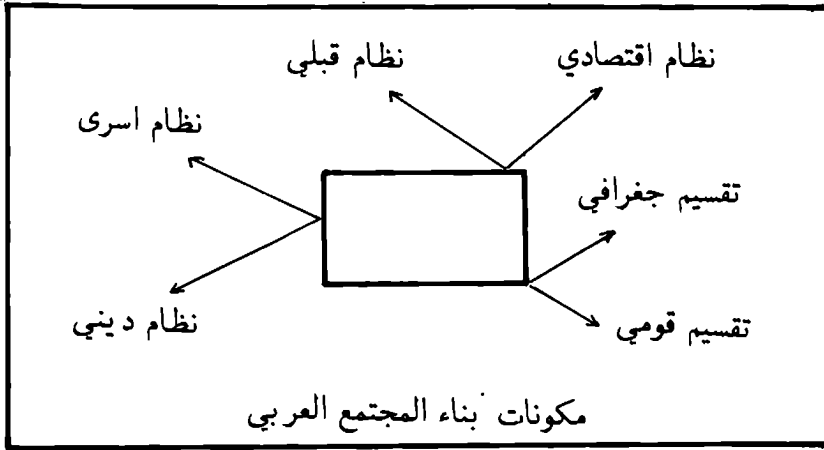 نظام اقتصادي
نظام قبلي
نظام اسرى
تقسيم جغرافي
نظام ديني
تقسيم قومي
مكونات بناء المجتمع العربي